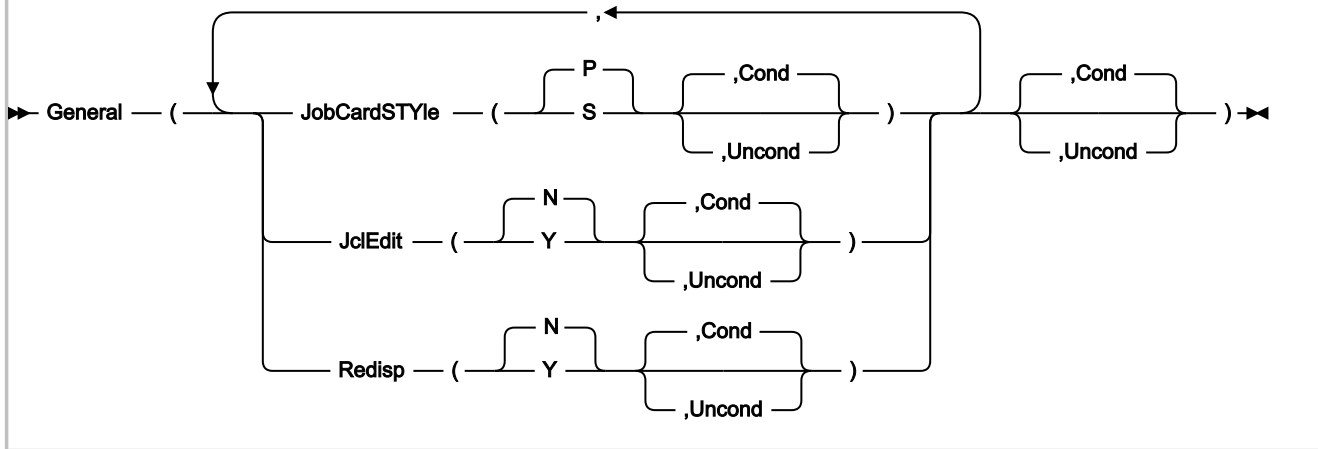 ,
P ,Cond ,Cond
General ( JobCardSTYle ( S ) )
,Uncond ,Uncond
N ,Cond
JclEdit ( Y )
,Uncond
N ,Cond
Redisp ( Y )
,Uncond